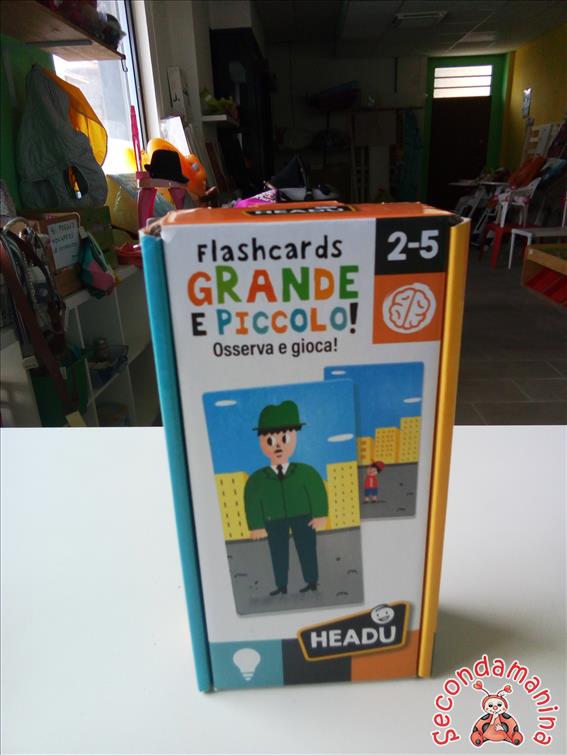 HEADU
Flashcards
GRANDE
E PICCOLO!
Osserva e gioca!
2-5
HEADU
Secondamanina